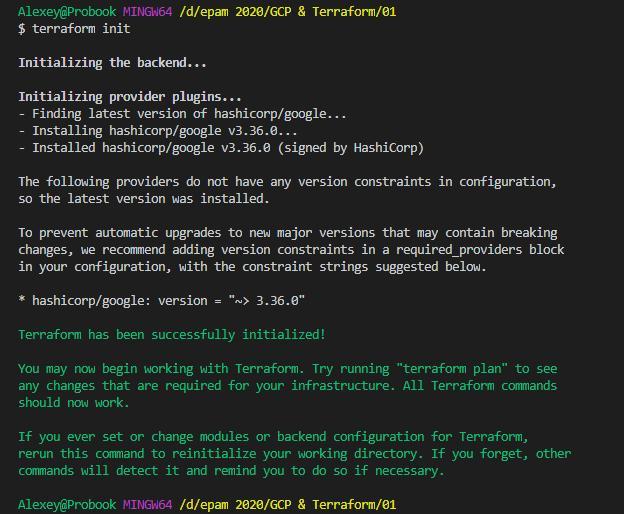 Alexey@Probook MINGW64 /d/epam 2020/GCP & Terraform/01
$ terraform init
Initializing the backend...
Initializing provider plugins...
- Finding latest version of hashicorp/google...
- Installing hashicorp/google v3.36.0...
- Installed hashicorp/google v3.36.0 (signed by HashiCorp)
The following providers do not have any version constraints in configuration,
so the latest version was installed.
To prevent automatic upgrades to new major versions that may contain breaking
changes, we recommend adding version constraints in a required_providers block
in your configuration, with the constraint strings suggested below.
* hashicorp/google: version = "~> 3.36.0"
Terraform has been successfully initialized!
You may now begin working with Terraform. Try running "terraform plan" to see
any changes that are required for your infrastructure. All Terraform commands
should now work.
If you ever set or change modules or backend configuration for Terraform,
rerun this command to reinitialize your working directory. If you forget, other
commands will detect it and remind you to do so if necessary.
Alexey@Probook MINGW64 /d/epam 2020/GCP & Terraform/01